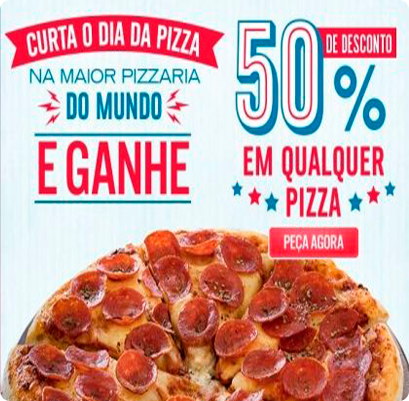 CURTA O DIA DA PIZZA
NA MAIOR PIZZARIA
DO MUNDO
E GANHE
50%
DE DESCONTO
EM QUALQUER
PIZZA
PEÇA AGORA